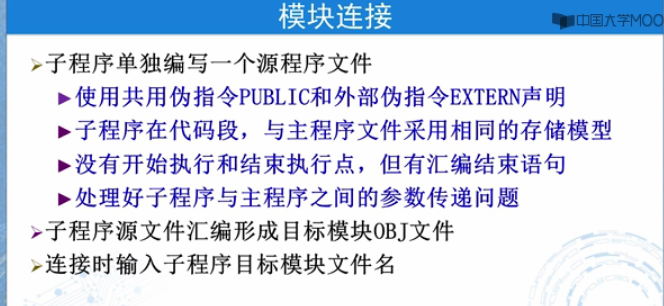 模块连接
中国大学MOO
子程序单独编写一个源程序文件
使用共用伪指令PUBLIC和外部伪指令EXTERN声明
子程序在代码段，与主程序文件采用相同的存储模型
没有开始执行和结束执行点，但有汇编结束语句
处理好子程序与主程序之间的参数传递问题
子程序源文件汇编形成目标模块OBJ文件
连接时输入子程序目标模块文件名